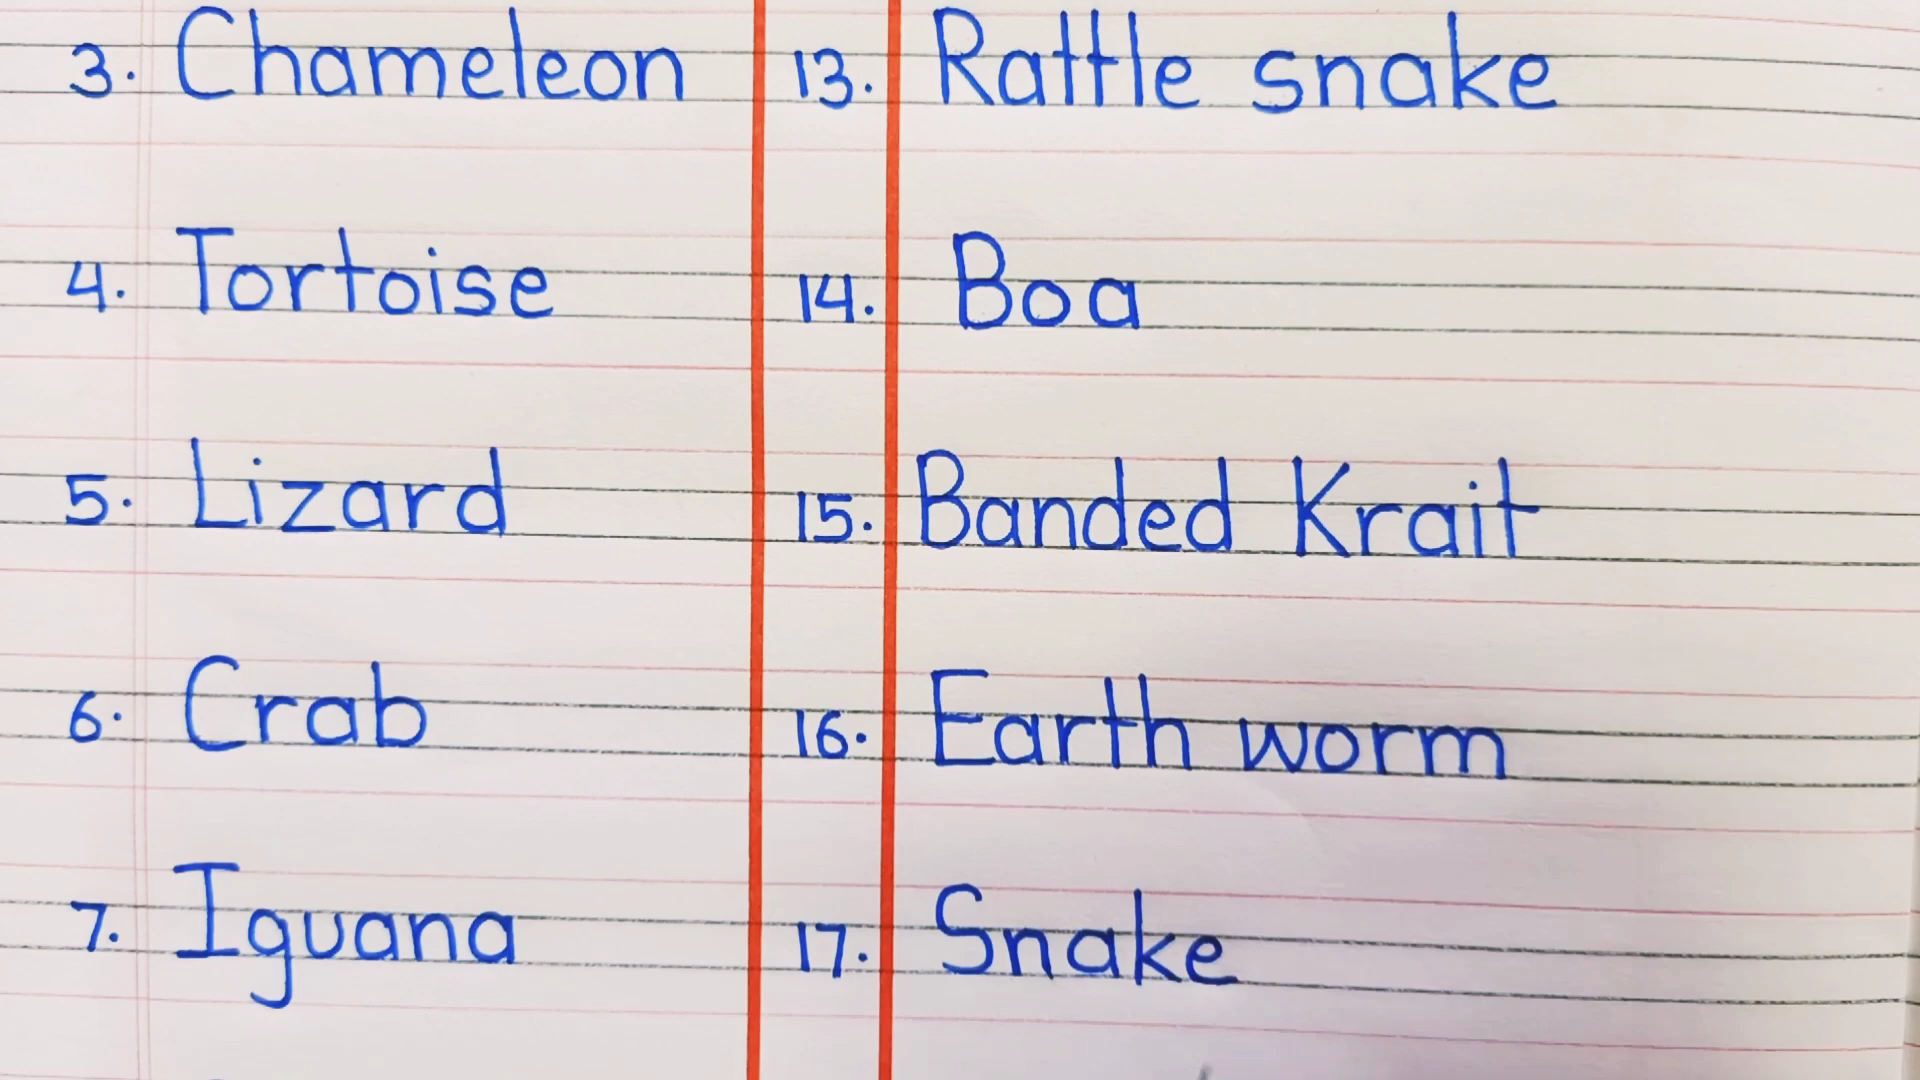 3. Chameleon
4. Tortoise
5. Lizard
6. Crab
7. Iguana
13. Rattle snake
14. Boa
15. Banded Krait
16. Earth worm
17. Snake